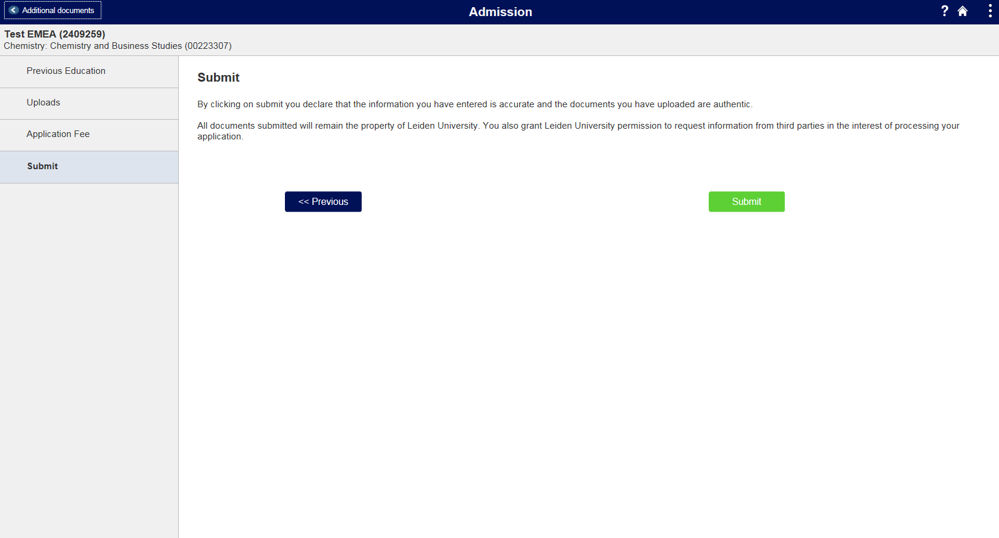 Additional documents
Admission
?
Test EMEA (2409259)
Chemistry: Chemistry and Business Studies (00223307)
Previous Education
Uploads
Application Fee
Submit
Submit
By clicking on submit you declare that the information you have entered is accurate and the documents you have uploaded are authentic.
All documents submitted will remain the property of Leiden University. You also grant Leiden University permission to request information from third parties in the interest of processing your
application.
<< Previous
Submit